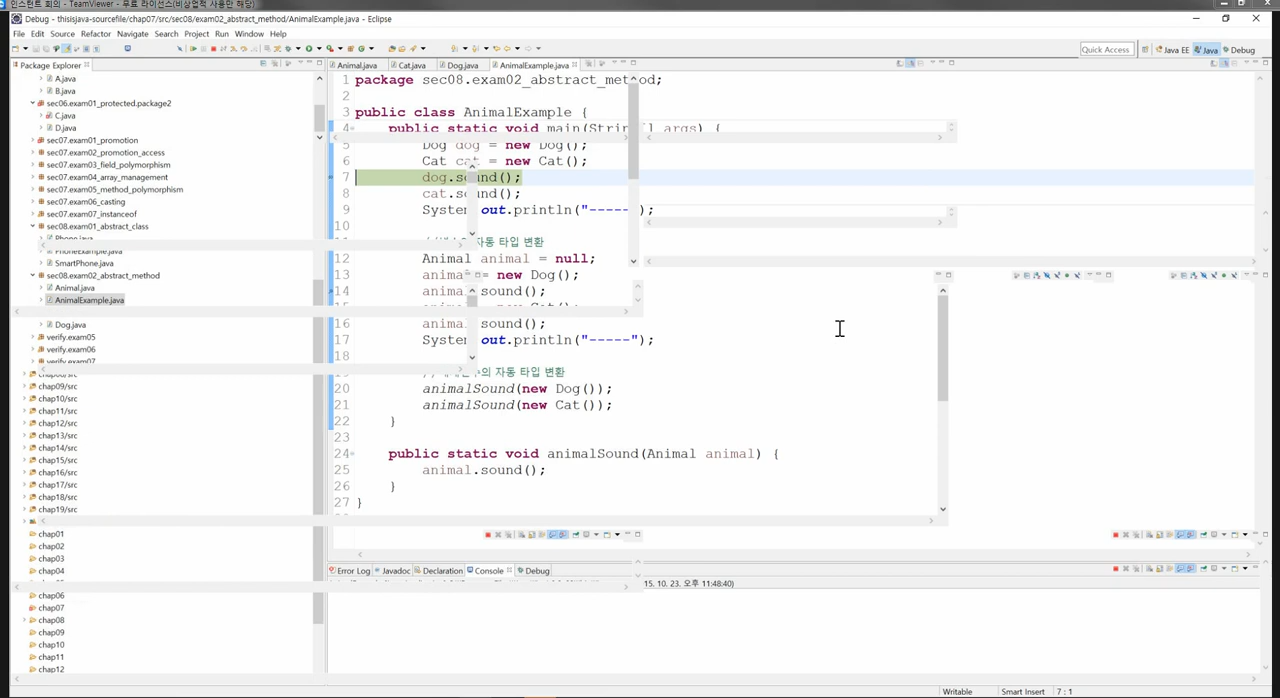 인스턴트 회의 - TeamViewer - 무료 라이선스(비상업적 사용만 해당)
Debug - thisisjava-sourcefile/chap07/src/sec08/exam02_abstract_method/AnimalExample.java - Eclipse
File Edit Source Refactor Navigate Search Project Run Window Help
Quick Access Java EE Java Debug
Package Explorer
A.java
B.java
sec06.exam01_protected.package2
C.java
D.java
sec07.exam01_promotion
sec07.exam02_promotion_access
sec07.exam03_field_polymorphism
sec07.exam04_array_management
sec07.exam05_method_polymorphism
sec07.exam06_casting
sec07.exam07_instanceof
sec08.exam01_abstract_class
Phone.java
PhoneExample.java
SmartPhone.java
sec08.exam02_abstract_method
Animal.java
AnimalExample.java
Dog.java
verify.exam05
verify.exam06
verify.exam07
chap08/src
chap09/src
chap10/src
chap11/src
chap12/src
chap13/src
chap14/src
chap15/src
chap16/src
chap17/src
chap18/src
chap19/src
chap01
chap02
chap03
chap04
chap06
chap07
chap08
chap09
chap10
chap11
chap12
Animal.java Cat.java Dog.java AnimalExample.java
1 package sec08.exam02_abstract_method;
2
3 public class AnimalExample {
4 public static void main(String[] args) {
5 Dog dog = new Dog();
6 Cat cat = new Cat();
7 dog.sound();
8 cat.sound();
9 System.out.println("-----");
10
자동 타입 변환
12 Animal animal = null;
13 animal = new Dog();
14 animal.sound();
16 animal.sound();
17 System.out.println("-----");
18
의 자동 타입 변환
20 animalSound(new Dog());
21 animalSound(new Cat());
22 }
23
24 public static void animalSound(Animal animal) {
25 animal.sound();
26 }
27 }
Error Log Javadoc Declaration Console Debug
15. 10. 23. 오후 11:48:40)
Writable Smart Insert 7 : 1